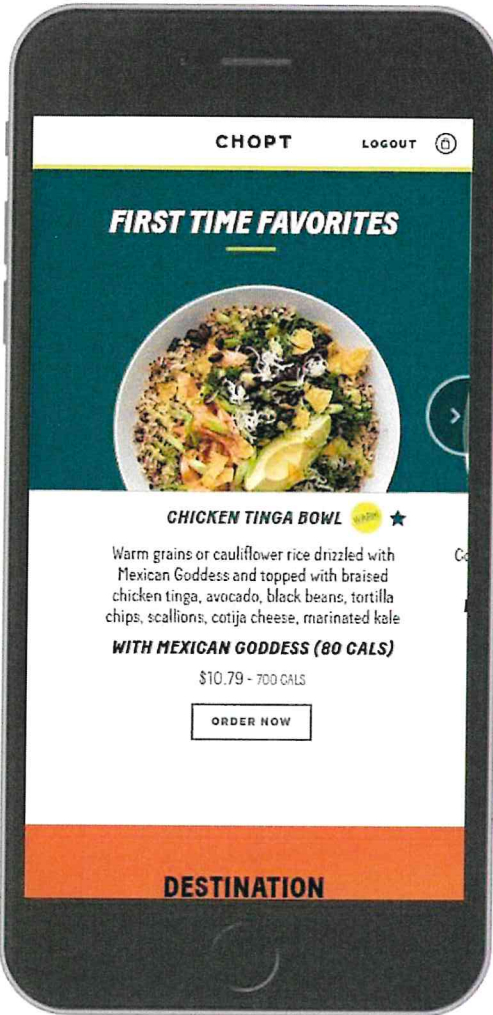 CHOPT
LOGOUT
FIRST TIME FAVORITES
CHICKEN TINGA BOWL WARM
Warm grains or cauliflower rice drizzled with
Mexican Goddess and topped with braised
chicken tinga, avocado, black beans, tortilla
chips, scallions, cotija cheese, marinated kale
WITH MEXICAN GODDESS (80 CALS)
$10.79 - 700 CALS
ORDER NOW
DESTINATION